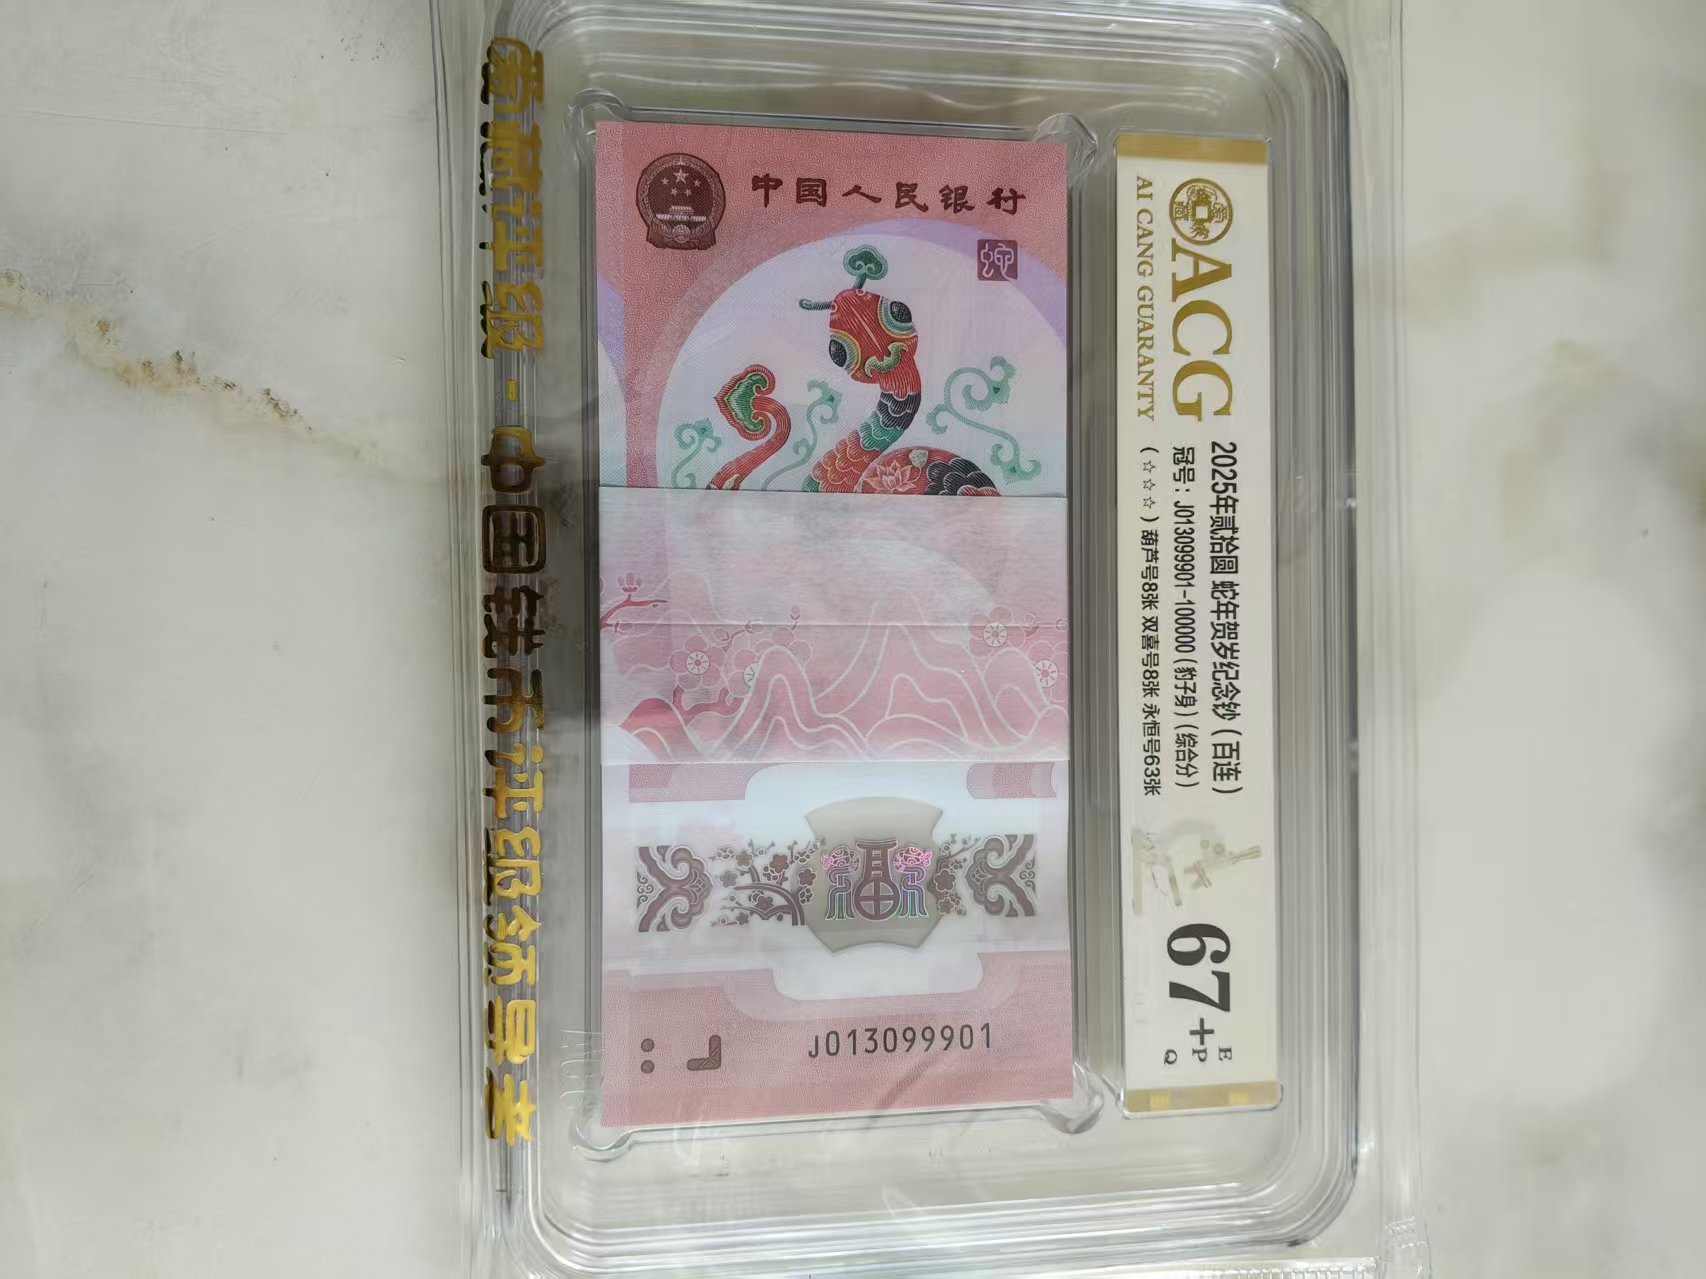 中国人民银行
蛇
J013099901
ACG
AI CANG GUARANTY
2025年贰拾圆 蛇年贺岁纪念钞（百连）
冠号：J013099901-100000(豹子身)(综合分)
（☆☆☆）葫芦号8张 双喜号8张 永恒号63张
67+
E
P
Q
爱藏评级-中国钱币评级领导者